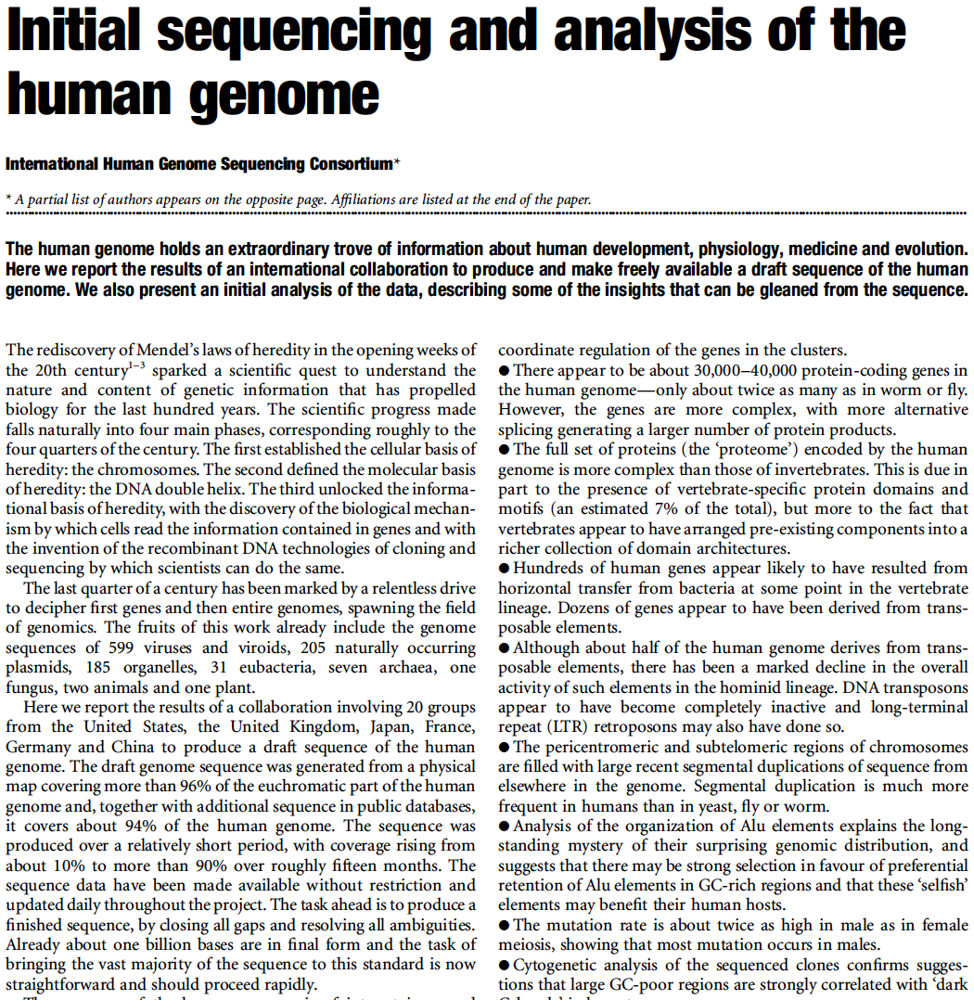 Initial sequencing and analysis of the
human genome
International Human Genome Sequencing Consortium*
* A partial list of authors appears on the opposite page. Affiliations are listed at the end of the paper.
The human genome holds an extraordinary trove of information about human development, physiology, medicine and evolution.
Here we report the results of an international collaboration to produce and make freely available a draft sequence of the human
genome. We also present an initial analysis of the data, describing some of the insights that can be gleaned from the sequence.
The rediscovery of Mendel's laws of heredity in the opening weeks of
the 20th century1–3 sparked a scientific quest to understand the
nature and content of genetic information that has propelled
biology for the last hundred years. The scientific progress made
falls naturally into four main phases, corresponding roughly to the
four quarters of the century. The first established the cellular basis of
heredity: the chromosomes. The second defined the molecular basis
of heredity: the DNA double helix. The third unlocked the informa-
tional basis of heredity, with the discovery of the biological mechan-
ism by which cells read the information contained in genes and with
the invention of the recombinant DNA technologies of cloning and
sequencing by which scientists can do the same.
The last quarter of a century has been marked by a relentless drive
to decipher first genes and then entire genomes, spawning the field
of genomics. The fruits of this work already include the genome
sequences of 599 viruses and viroids, 205 naturally occurring
plasmids, 185 organelles, 31 eubacteria, seven archaea, one
fungus, two animals and one plant.
Here we report the results of a collaboration involving 20 groups
from the United States, the United Kingdom, Japan, France,
Germany and China to produce a draft sequence of the human
genome. The draft genome sequence was generated from a physical
map covering more than 96% of the euchromatic part of the human
genome and, together with additional sequence in public databases,
it covers about 94% of the human genome. The sequence was
produced over a relatively short period, with coverage rising from
about 10% to more than 90% over roughly fifteen months. The
sequence data have been made available without restriction and
updated daily throughout the project. The task ahead is to produce a
finished sequence, by closing all gaps and resolving all ambiguities.
Already about one billion bases are in final form and the task of
bringing the vast majority of the sequence to this standard is now
straightforward and should proceed rapidly.
coordinate regulation of the genes in the clusters.
● There appear to be about 30,000–40,000 protein-coding genes in
the human genome—only about twice as many as in worm or fly.
However, the genes are more complex, with more alternative
splicing generating a larger number of protein products.
● The full set of proteins (the ‘proteome’) encoded by the human
genome is more complex than those of invertebrates. This is due in
part to the presence of vertebrate-specific protein domains and
motifs (an estimated 7% of the total), but more to the fact that
vertebrates appear to have arranged pre-existing components into a
richer collection of domain architectures.
● Hundreds of human genes appear likely to have resulted from
horizontal transfer from bacteria at some point in the vertebrate
lineage. Dozens of genes appear to have been derived from trans-
posable elements.
● Although about half of the human genome derives from trans-
posable elements, there has been a marked decline in the overall
activity of such elements in the hominid lineage. DNA transposons
appear to have become completely inactive and long-terminal
repeat (LTR) retroposons may also have done so.
● The pericentromeric and subtelomeric regions of chromosomes
are filled with large recent segmental duplications of sequence from
elsewhere in the genome. Segmental duplication is much more
frequent in humans than in yeast, fly or worm.
● Analysis of the organization of Alu elements explains the long-
standing mystery of their surprising genomic distribution, and
suggests that there may be strong selection in favour of preferential
retention of Alu elements in GC-rich regions and that these ‘selfish’
elements may benefit their human hosts.
● The mutation rate is about twice as high in male as in female
meiosis, showing that most mutation occurs in males.
● Cytogenetic analysis of the sequenced clones confirms sugges-
tions that large GC-poor regions are strongly correlated with ‘dark